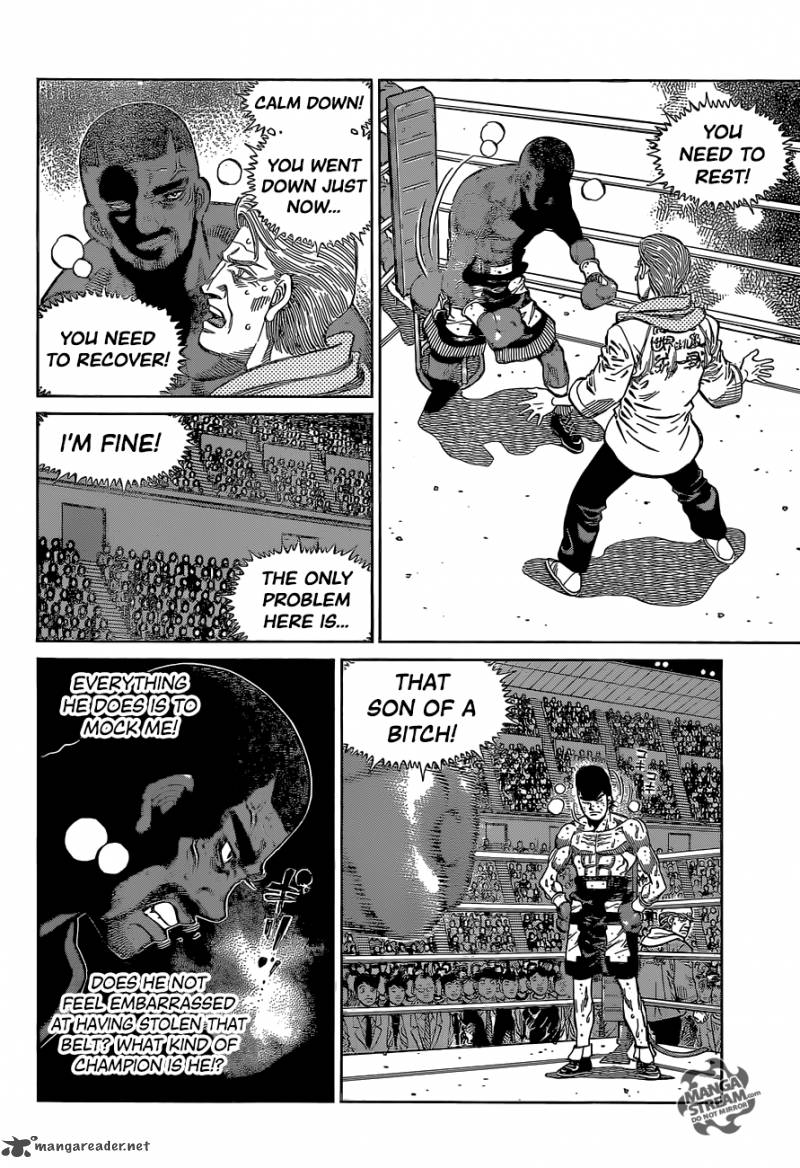 CALM DOWN!
YOU WENT
DOWN JUST
NOW...
YOU NEED
TO RECOVER!
YOU
NEED TO
REST!
I'M FINE!
THE ONLY
PROBLEM
HERE IS...
THAT
SON OF A
BITCH!
EVERYTHING
HE DOES IS TO
MOCK ME!
DOES HE NOT
FEEL EMBARRASSED
AT HAVING STOLEN THAT
BELT? WHAT KIND OF
CHAMPION IS HE!?
MANGA
STREAM.com
DO NOT MIRROR
mangareader.net